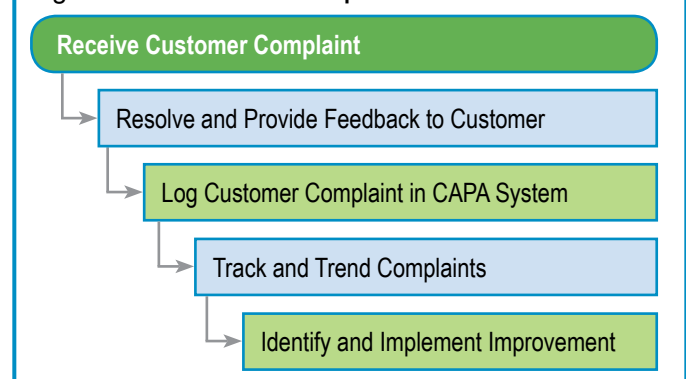 Receive Customer Complaint
Resolve and Provide Feedback to Customer
Log Customer Complaint in CAPA System
Track and Trend Complaints
Identify and Implement Improvement